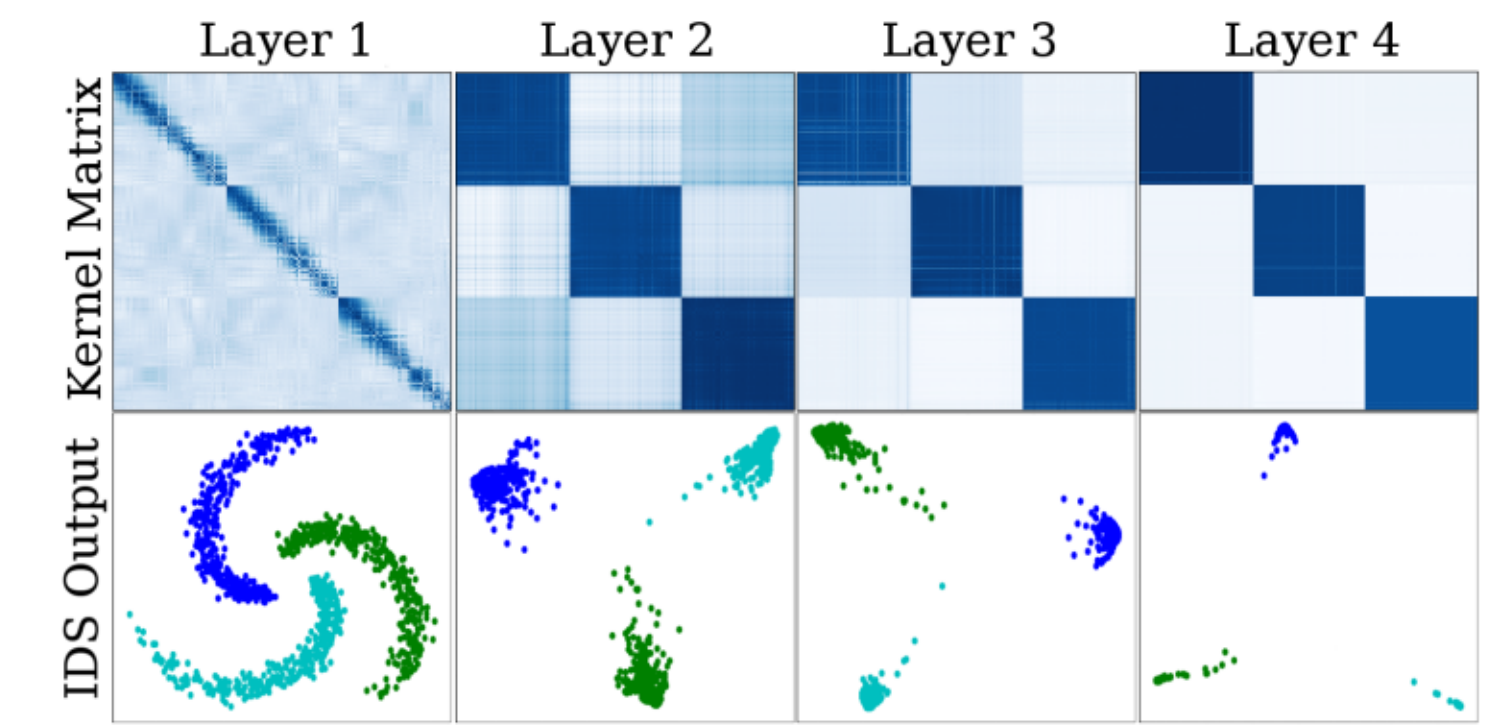 Layer 1
Layer 2
Layer 3
Layer 4
Kernel Matrix
IDS Output